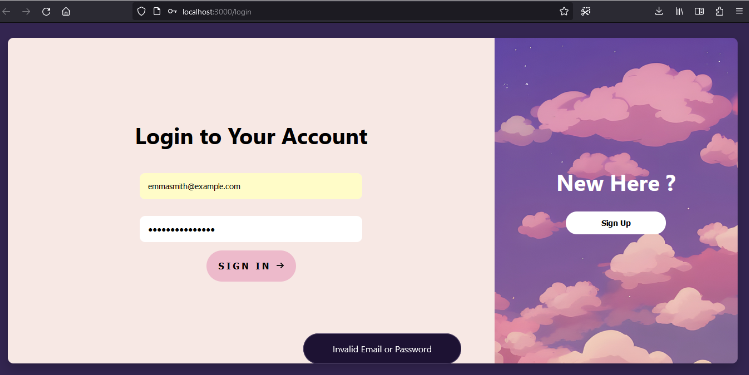 localhost:3000/login
Login to Your Account
New Here ?
emmasmith@example.com
Sign Up
•••••••••••••••
SIGN IN →
Invalid Email or Password